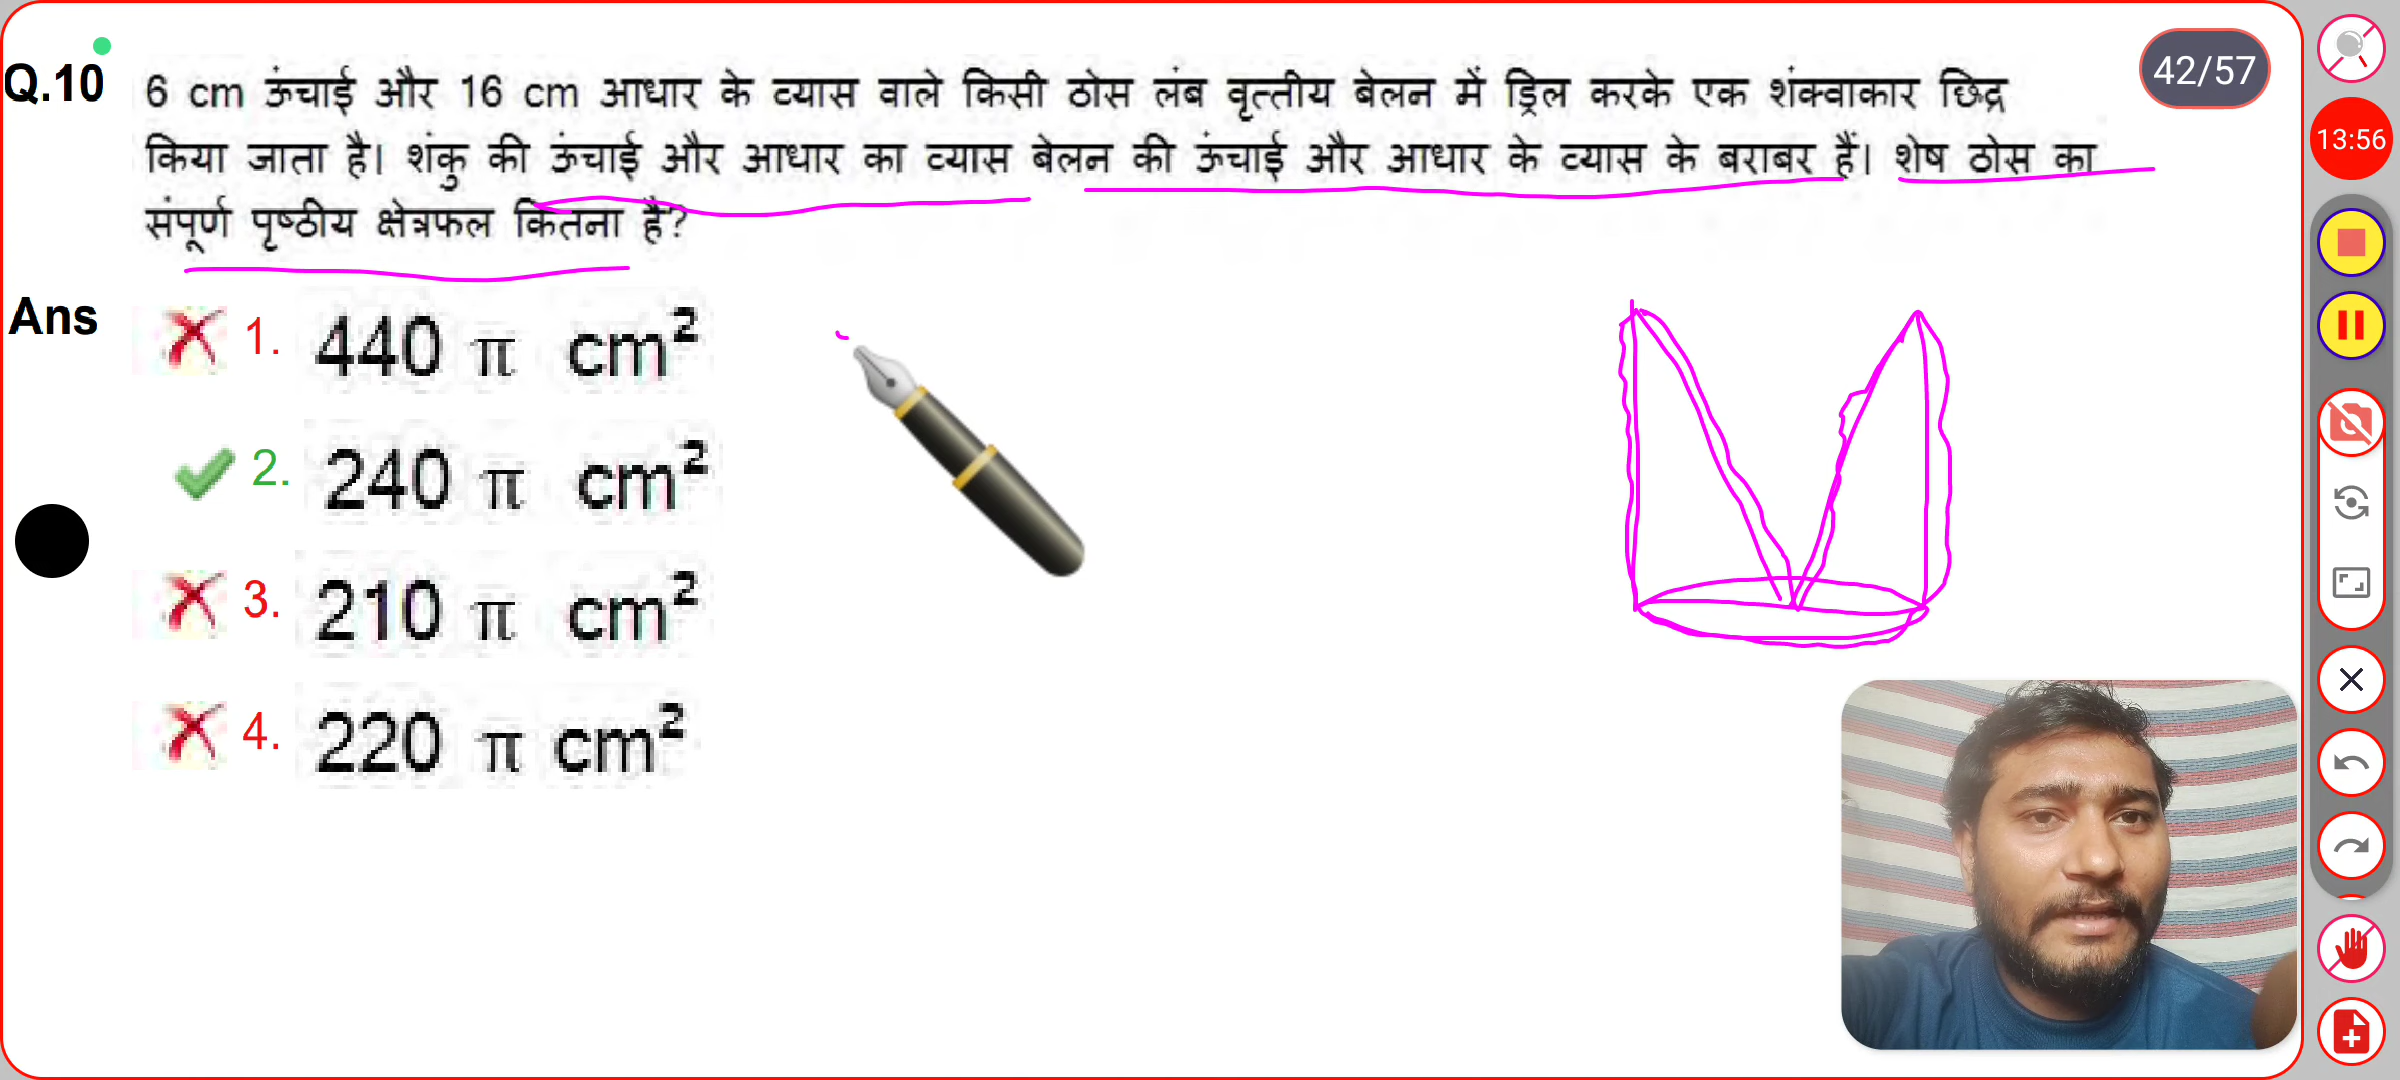 42/57
13:56
Q.10
6 cm ऊंचाई और 16 cm आधार के व्यास वाले किसी ठोस लंब वृत्तीय बेलन में ड्रिल करके एक शंक्वाकार छिद्र
किया जाता है। शंकु की ऊंचाई और आधार का व्यास बेलन की ऊंचाई और आधार के व्यास के बराबर हैं। शेष ठोस का
संपूर्ण पृष्ठीय क्षेत्रफल कितना है?
Ans
1. 440 π cm²
2. 240 π cm²
3. 210 π cm²
4. 220 π cm²